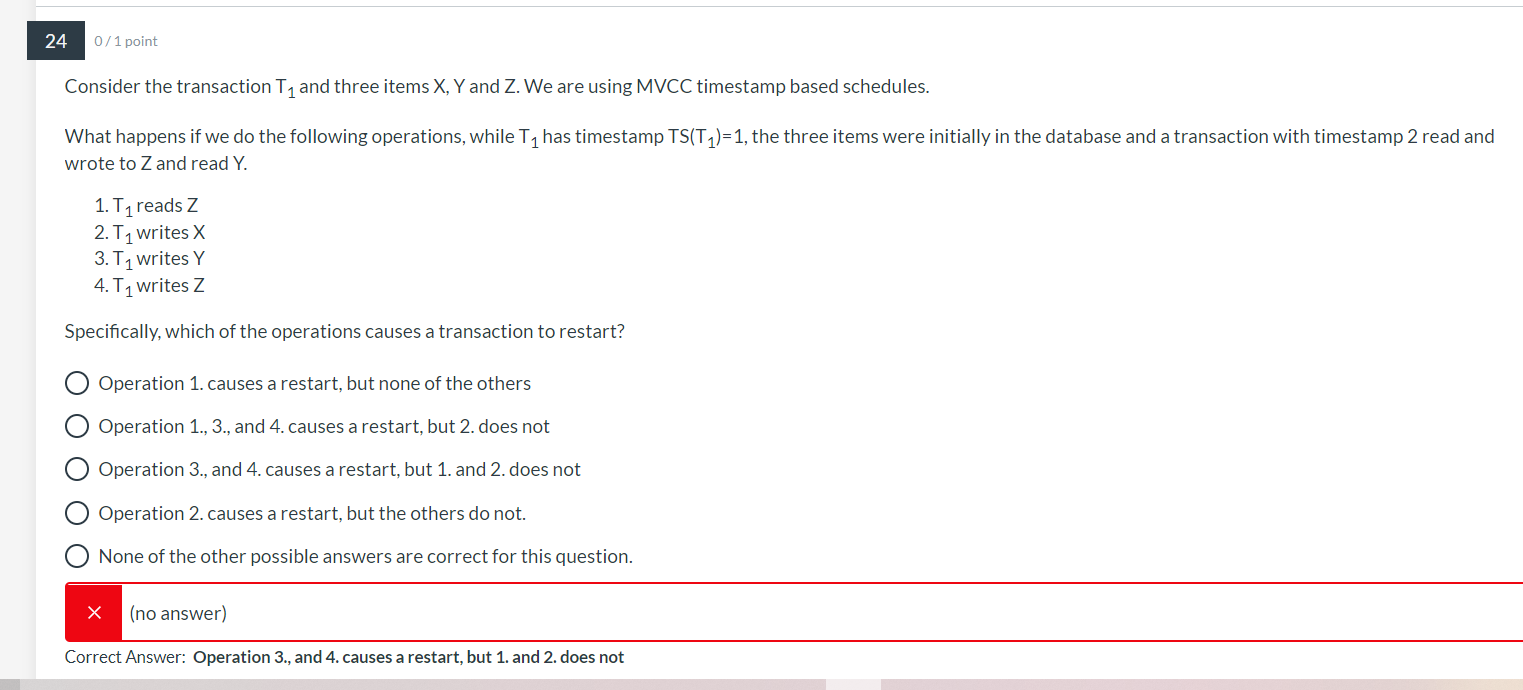 24 0 / 1 point
Consider the transaction T1 and three items X, Y and Z. We are using MVCC timestamp based schedules.
What happens if we do the following operations, while T1 has timestamp TS(T1)=1, the three items were initially in the database and a transaction with timestamp 2 read and
wrote to Z and read Y.
1. T1 reads Z
2. T1 writes X
3. T1 writes Y
4. T1 writes Z
Specifically, which of the operations causes a transaction to restart?
Operation 1. causes a restart, but none of the others
Operation 1., 3., and 4. causes a restart, but 2. does not
Operation 3., and 4. causes a restart, but 1. and 2. does not
Operation 2. causes a restart, but the others do not.
None of the other possible answers are correct for this question.
(no answer)
Correct Answer: Operation 3., and 4. causes a restart, but 1. and 2. does not